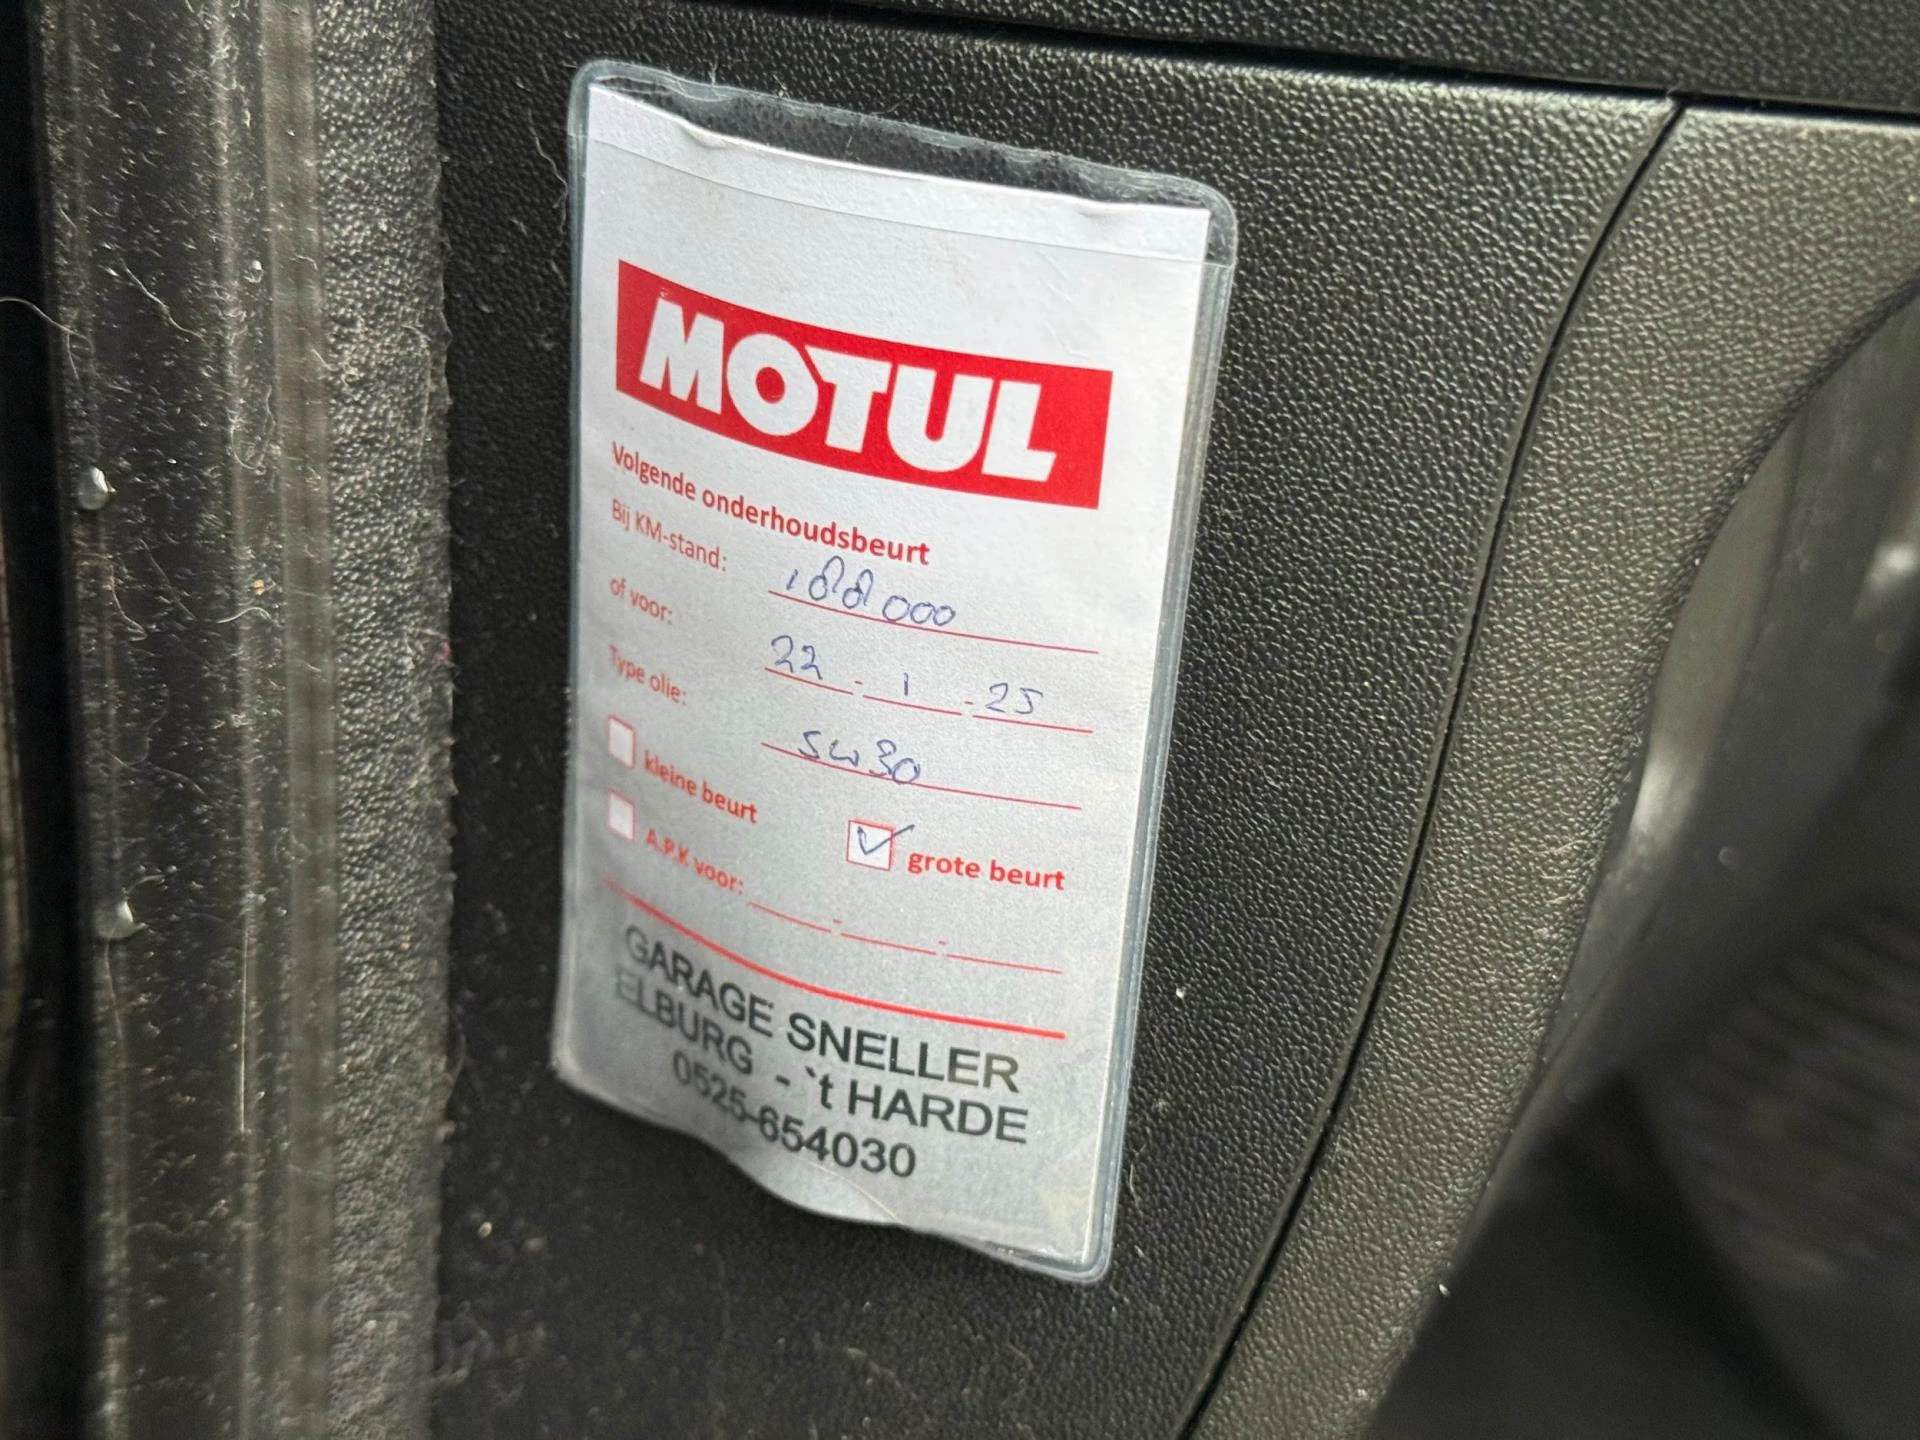 MOTUL
Volgende onderhoudsbeurt
Bij KM-stand: 188000
of voor: 22 - 1 - 25
Type olie: 5w30
kleine beurt
grote beurt
A.P.K voor: - -
GARAGE SNELLER
ELBURG - `t HARDE
0525-654030